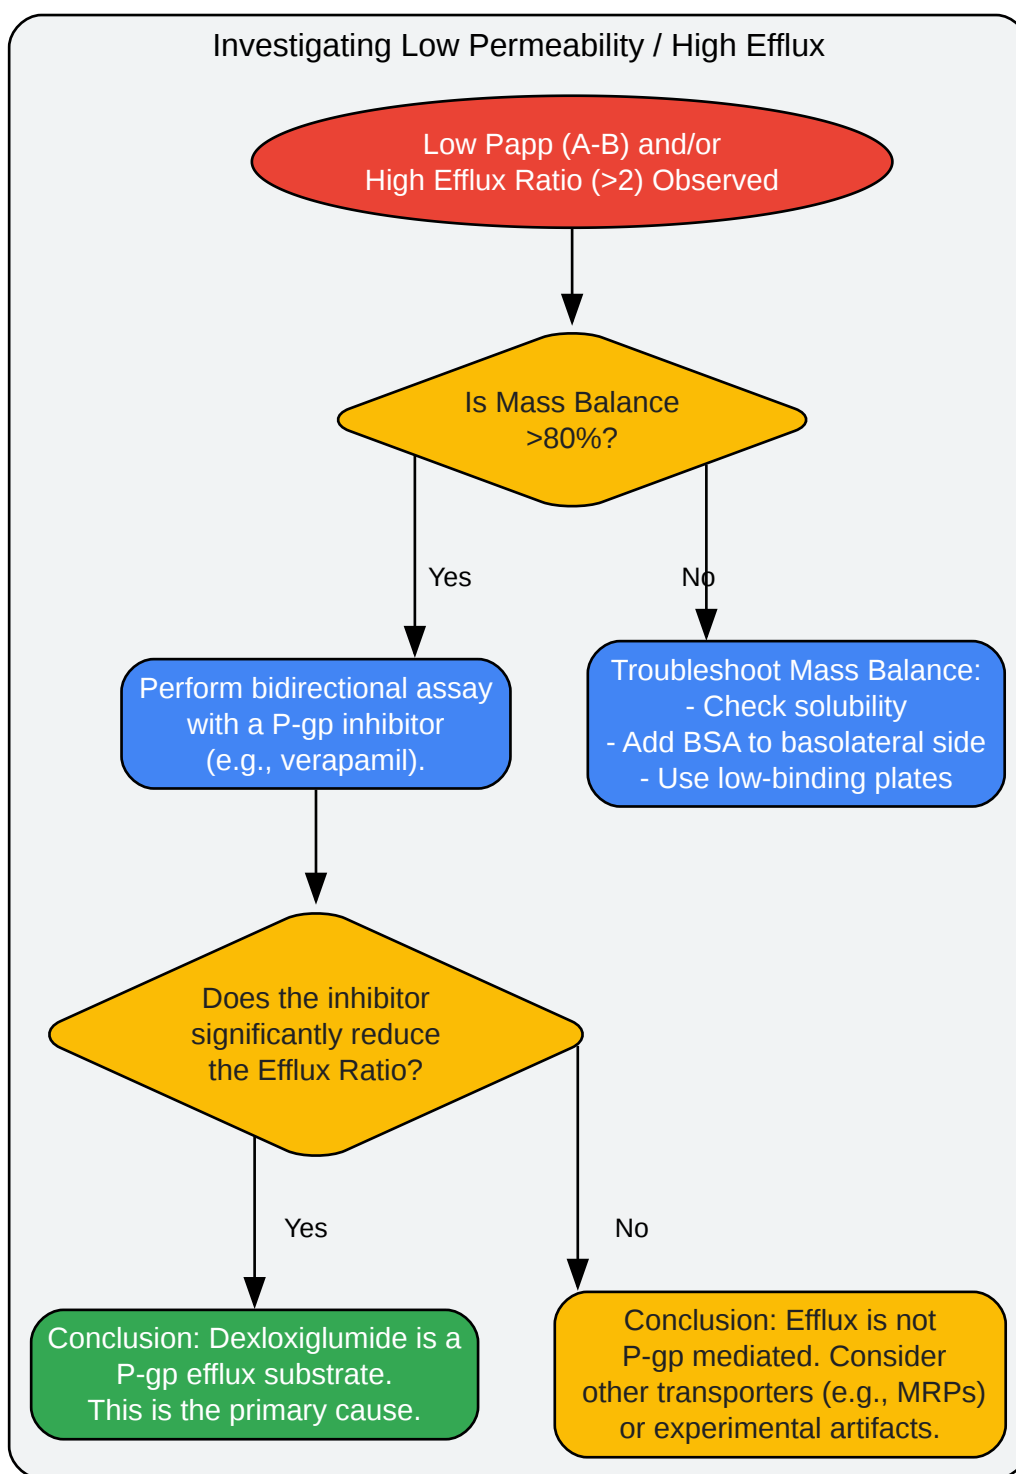 Investigating Low Permeability / High Efflux
Low Papp (A-B) and/or
High Efflux Ratio (>2) Observed
Is Mass Balance
>80%?
Yes
No
Perform bidirectional assay
with a P-gp inhibitor
(e.g., verapamil).
Troubleshoot Mass Balance:
- Check solubility
- Add BSA to basolateral side
- Use low-binding plates
Does the inhibitor
significantly reduce
the Efflux Ratio?
Yes
No
Conclusion: Dexloxiglumide is a
P-gp efflux substrate.
This is the primary cause.
Conclusion: Efflux is not
P-gp mediated. Consider
other transporters (e.g., MRPs)
or experimental artifacts.